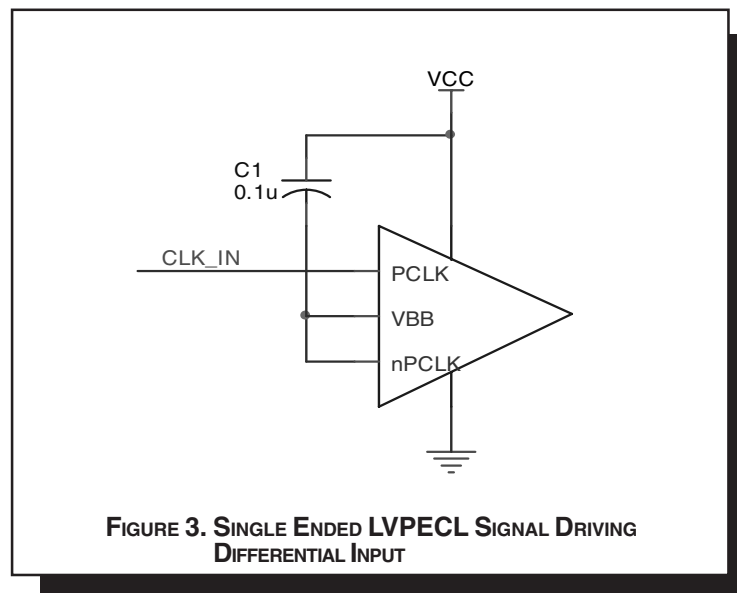 VCC
C1
0.1u
CLK_IN
PCLK
VBB
nPCLK
FIGURE 3. SINGLE ENDED LVPECL SIGNAL DRIVING
DIFFERENTIAL INPUT